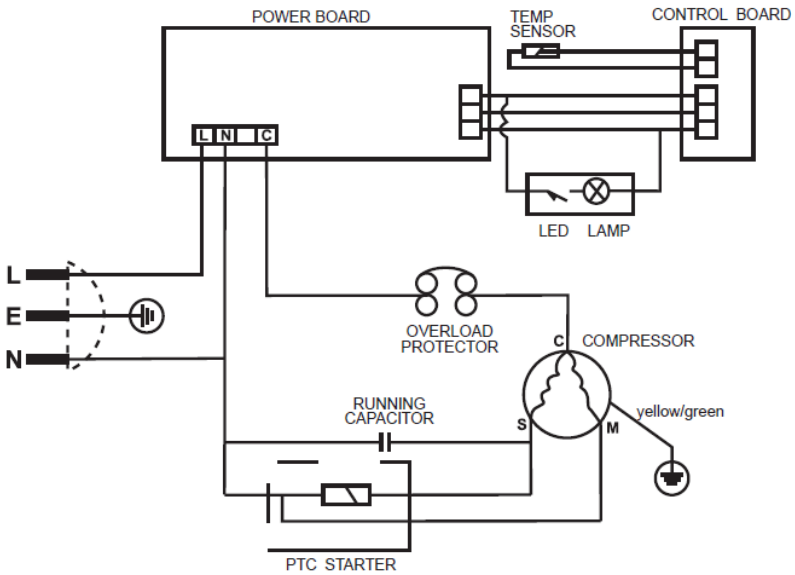 POWER BOARD
TEMP
SENSOR
CONTROL BOARD
L N C
LED LAMP
L
E
N
OVERLOAD
PROTECTOR
C
COMPRESSOR
RUNNING
CAPACITOR
S
M
yellow/green
PTC STARTER